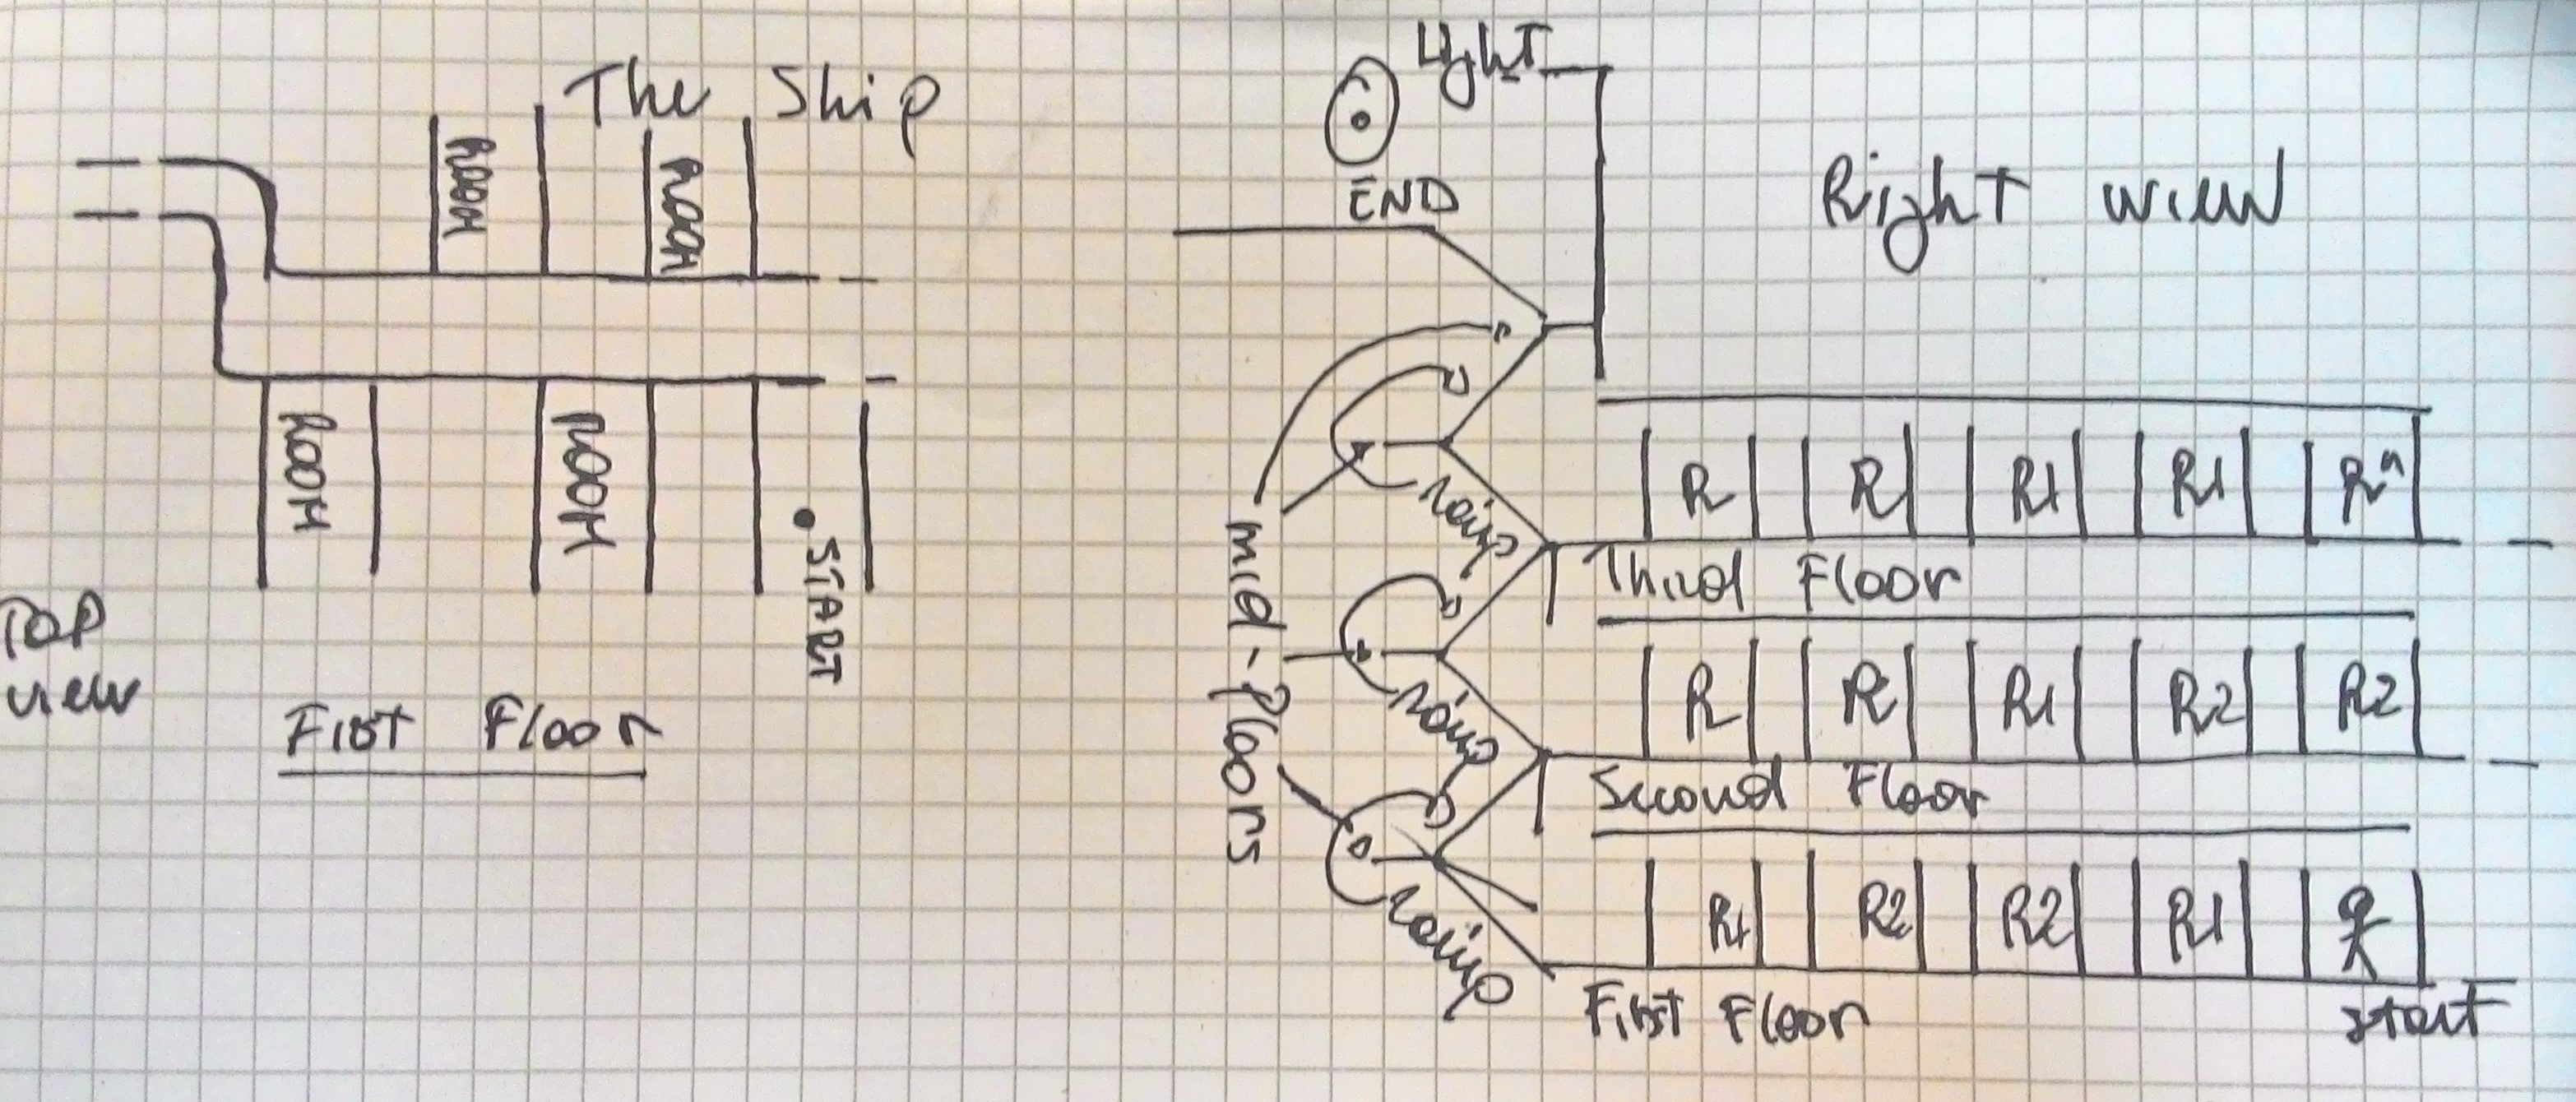 The Ship
ROOM
ROOM
ROOM
ROOM
START
TOP
view
First Floor
Light
END
Right view
mid-floors
ramp
R
R
R1
R1
Third Floor
ramp
R
R
R1
R2
R2
Second Floor
ramp
R1
R2
R2
R1
First Floor
start